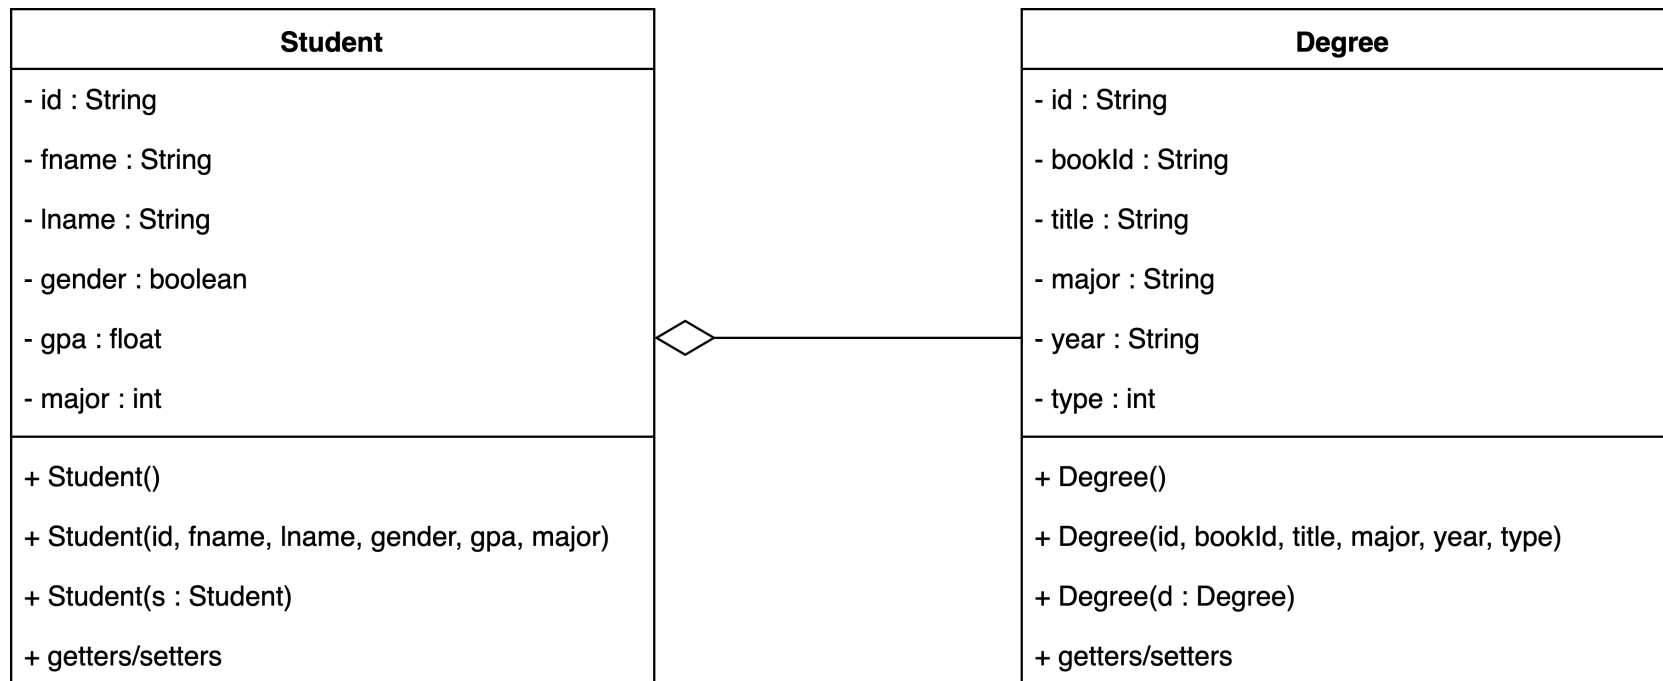 Student
- id : String
- fname : String
- lname : String
- gender : boolean
- gpa : float
- major : int
+ Student()
+ Student(id, fname, lname, gender, gpa, major)
+ Student(s : Student)
+ getters/setters
Degree
- id : String
- bookId : String
- title : String
- major : String
- year : String
- type : int
+ Degree()
+ Degree(id, bookId, title, major, year, type)
+ Degree(d : Degree)
+ getters/setters